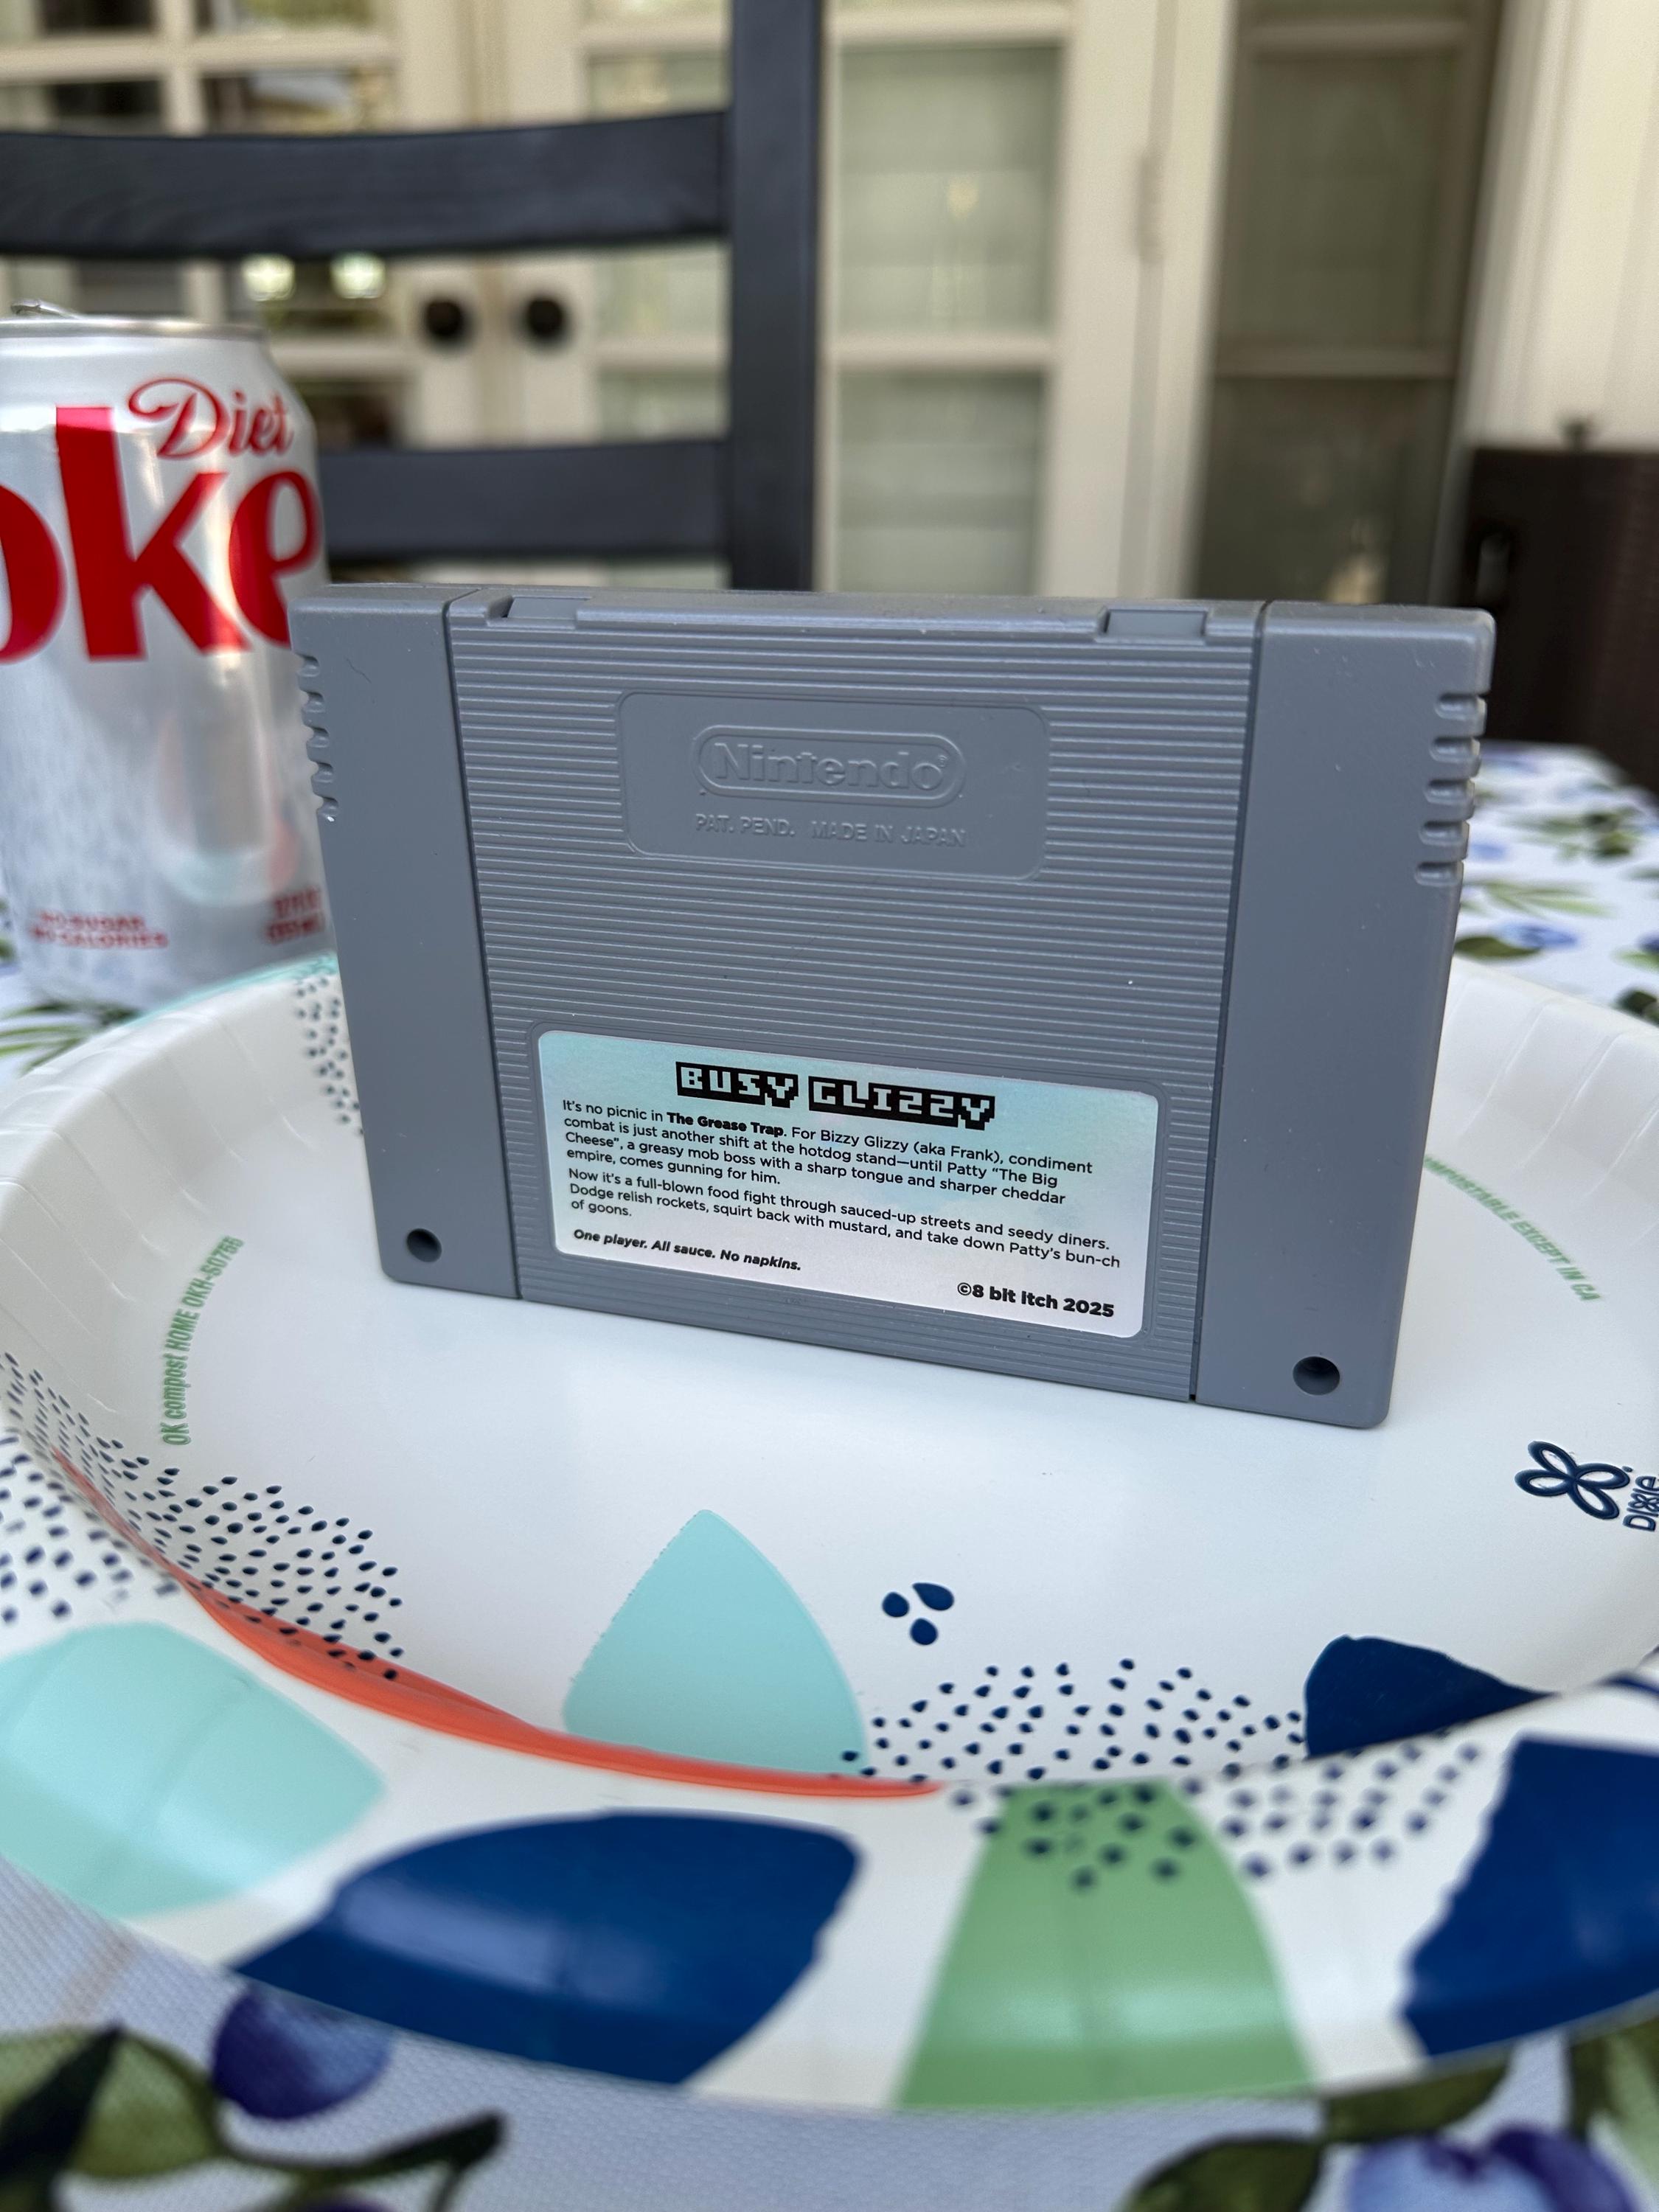 Diet
oke
NO SUGAR
NO CALORIES
Nintendo®
PAT. PEND. MADE IN JAPAN
BUSY GLIZZY
It's no picnic in The Grease Trap. For Bizzy Glizzy (aka Frank), condiment
combat is just another shift at the hotdog stand—until Patty "The Big
Cheese", a greasy mob boss with a sharp tongue and sharper cheddar
empire, comes gunning for him.
Now it's a full-blown food fight through sauced-up streets and seedy diners.
Dodge relish rockets, squirt back with mustard, and take down Patty's bun-ch
of goons.
One player. All sauce. No napkins.
©8 bit Itch 2025
OK compost HOME OKH-S0765
MPOSTABLE EXCEPT IN CA
DIXIE